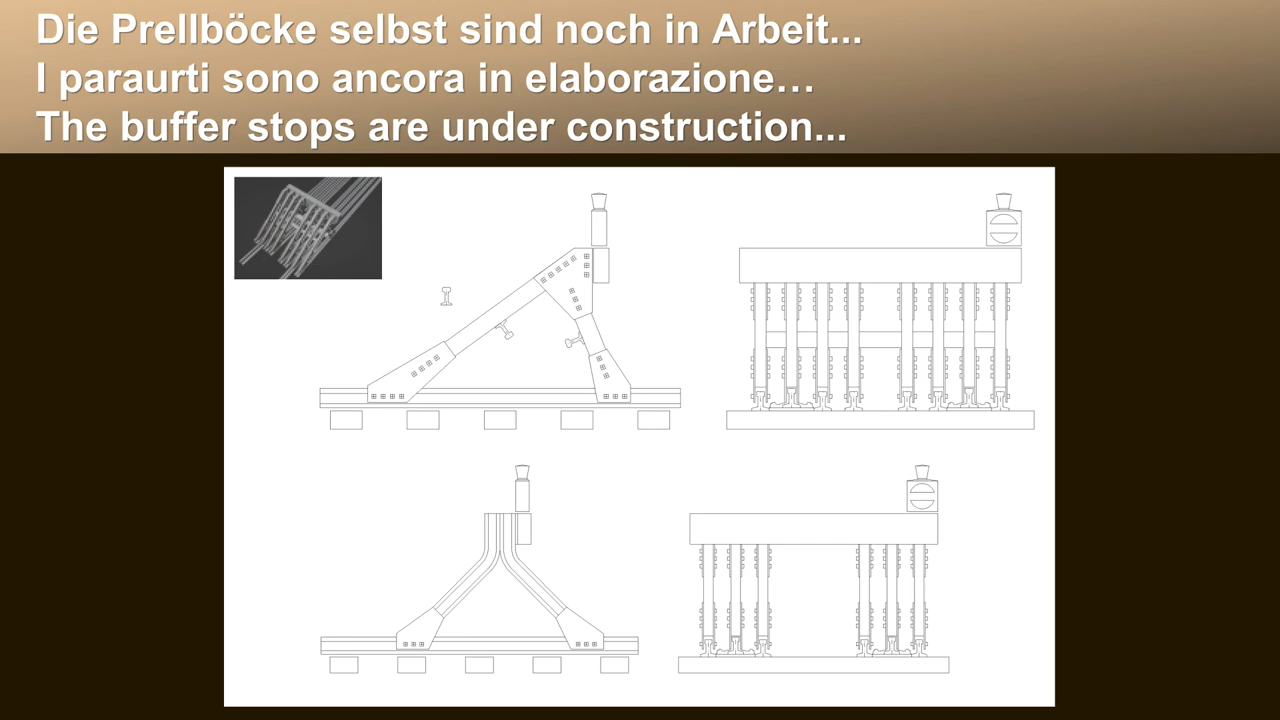 Die Prellböcke selbst sind noch in Arbeit...
I paraurti sono ancora in elaborazione…
The buffer stops are under construction...